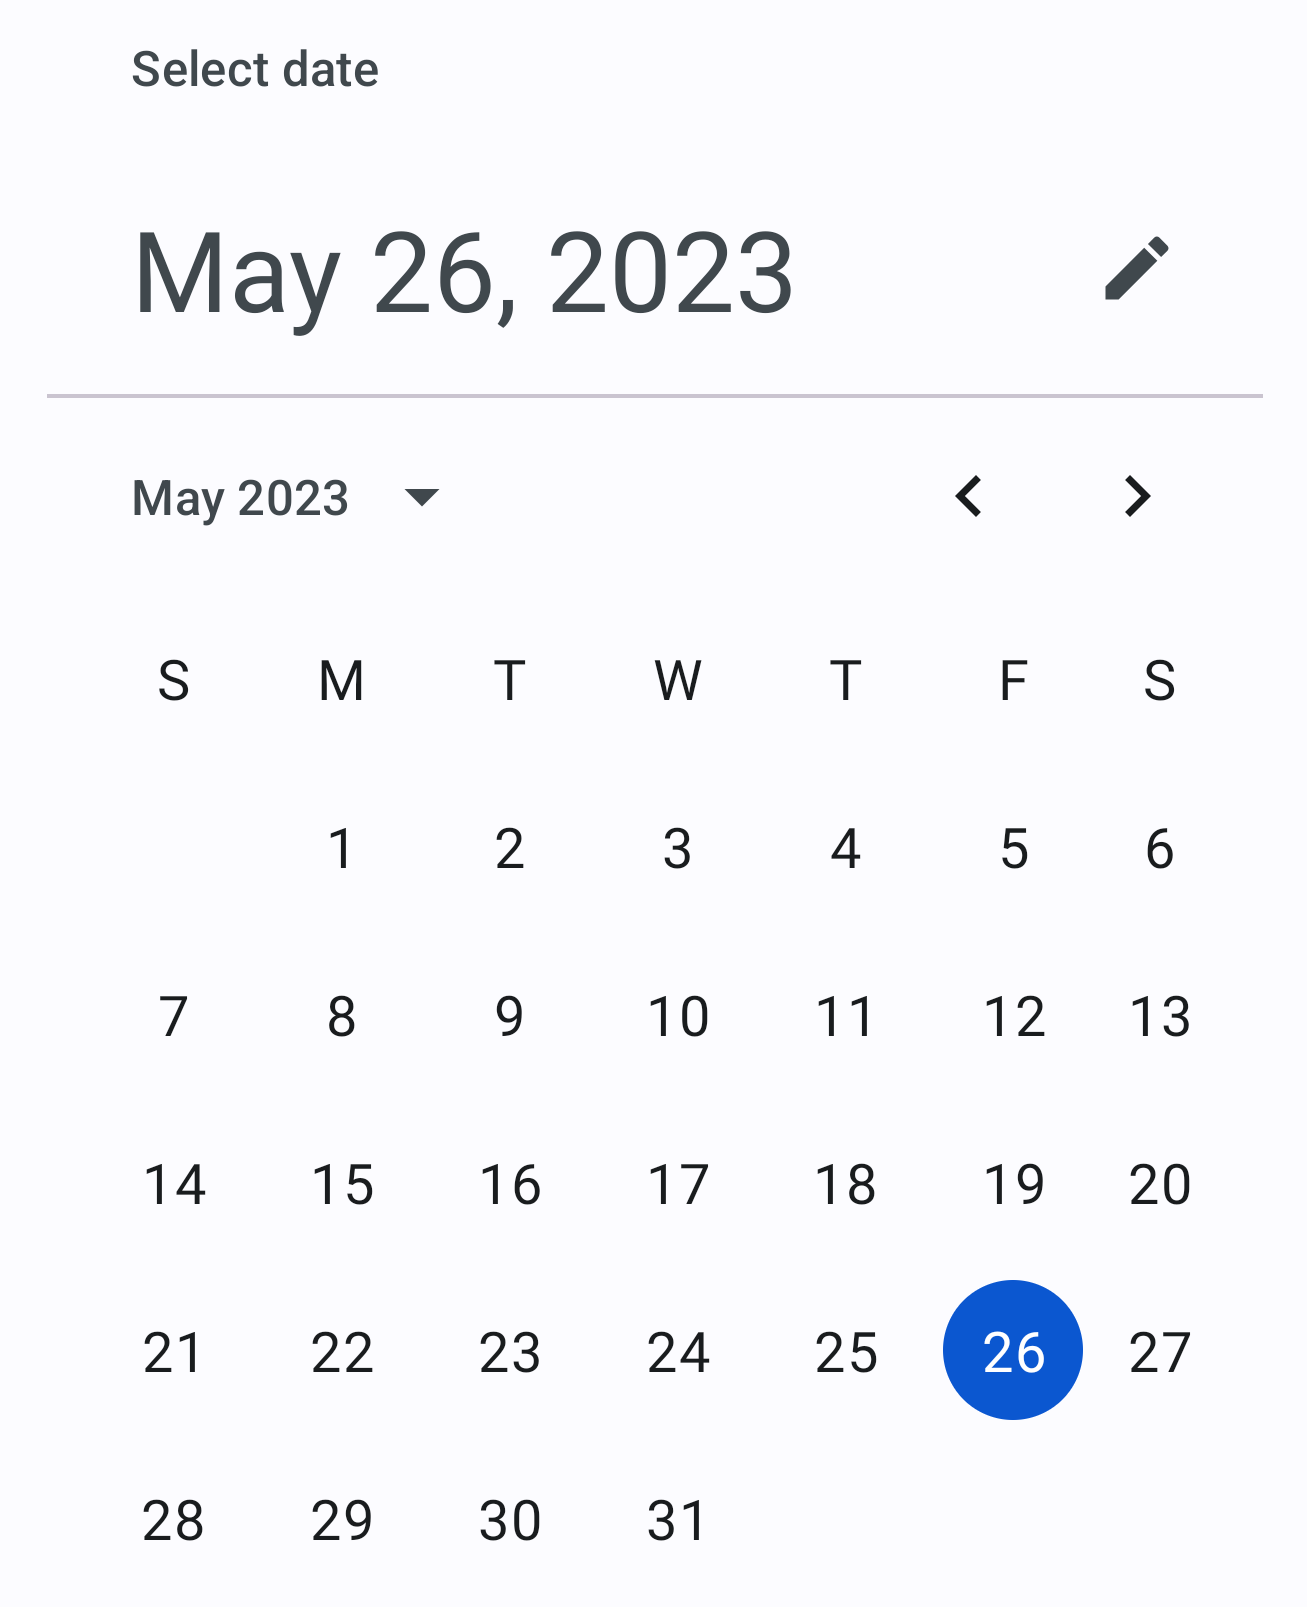 Select date
May 26, 2023
May 2023
S M T W T F S
1 2 3 4 5 6
7 8 9 10 11 12 13
14 15 16 17 18 19 20
21 22 23 24 25 26 27
28 29 30 31